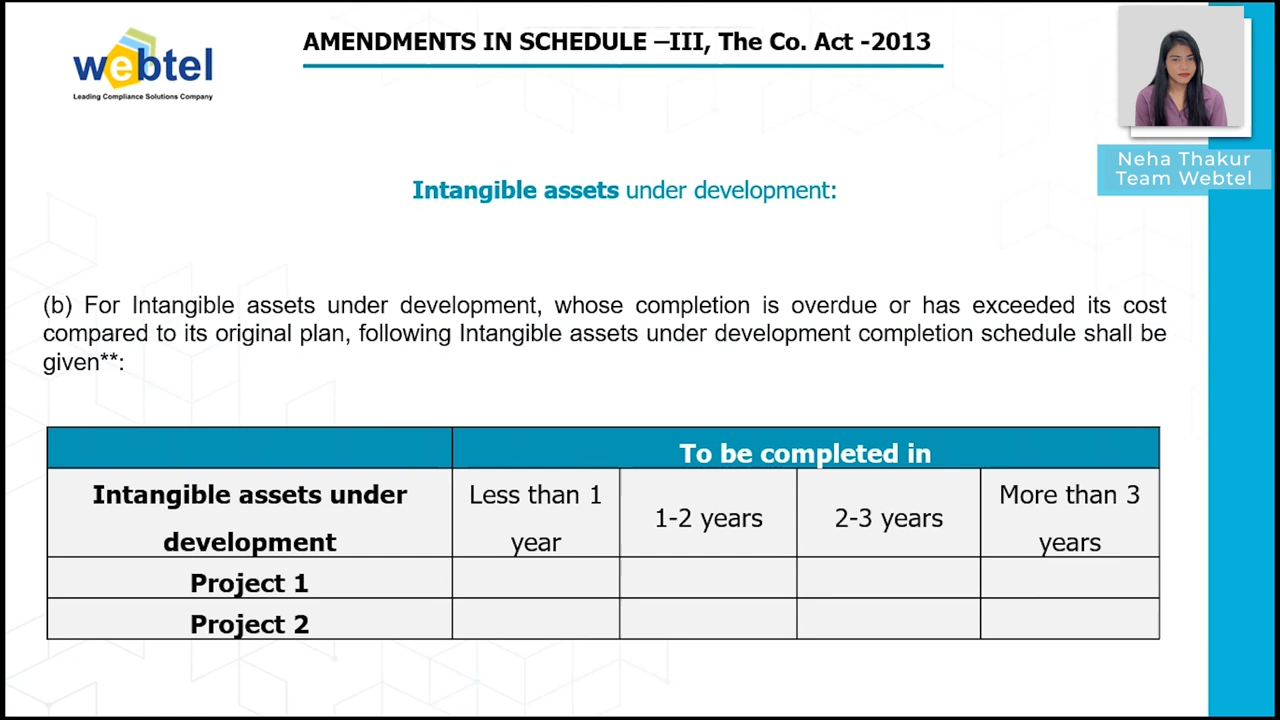 webtel
Leading Compliance Solutions Company
AMENDMENTS IN SCHEDULE –III, The Co. Act -2013
Neha Thakur
Team Webtel
Intangible assets under development:
(b) For Intangible assets under development, whose completion is overdue or has exceeded its cost
compared to its original plan, following Intangible assets under development completion schedule shall be
given**:
To be completed in
Intangible assets under
development
Less than 1
year
1-2 years
2-3 years
More than 3
years
Project 1
Project 2